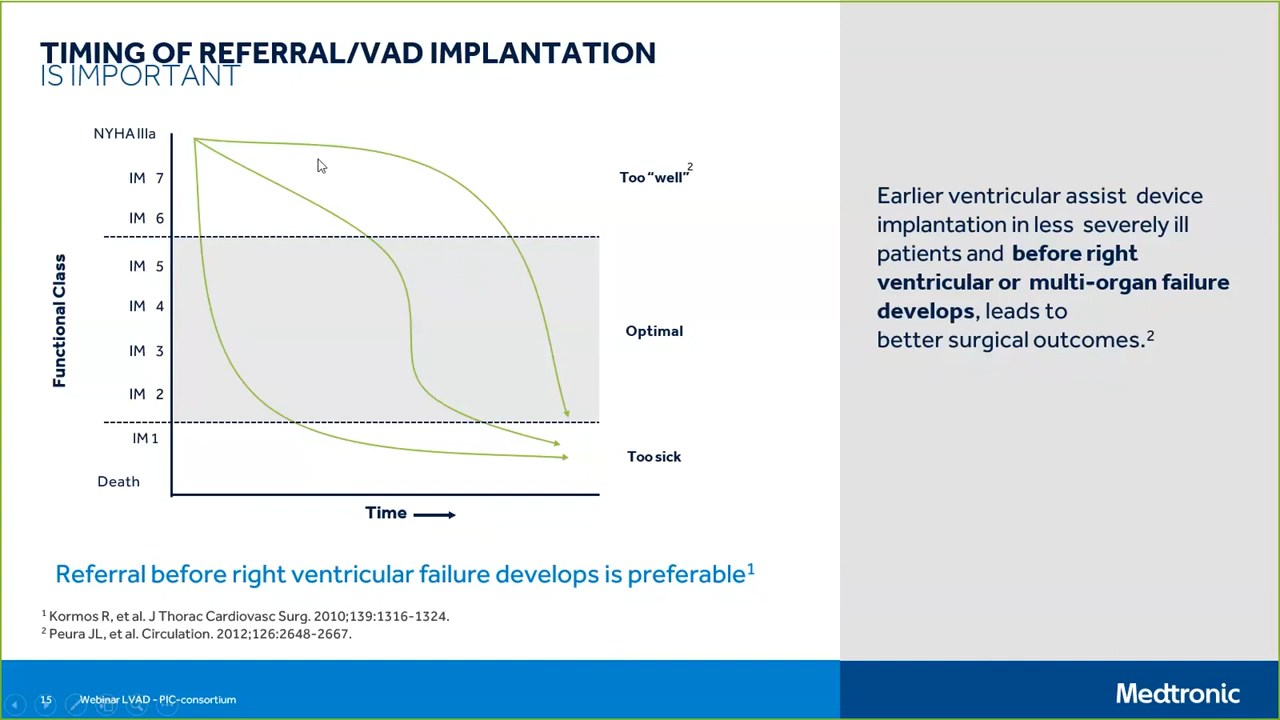 TIMING OF REFERRAL/VAD IMPLANTATION
IS IMPORTANT
NYHA IIIa
IM 7
IM 6
IM 5
IM 4
IM 3
IM 2
IM 1
Death
Functional Class
Time
Too “well”2
Optimal
Too sick
Earlier ventricular assist device
implantation in less severely ill
patients and before right
ventricular or multi-organ failure
develops, leads to
better surgical outcomes.2
Referral before right ventricular failure develops is preferable1
1 Kormos R, et al. J Thorac Cardiovasc Surg. 2010;139:1316-1324.
2 Peura JL, et al. Circulation. 2012;126:2648-2667.
15 Webinar LVAD - PIC-consortium
Medtronic